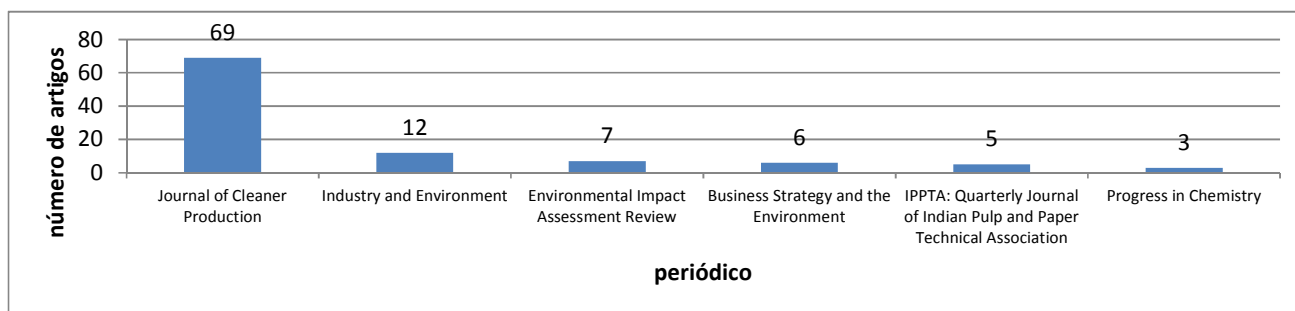 número de artigos
80
60
40
20
0
69
12
7
6
5
3
Journal of Cleaner
Production
Industry and Environment
Environmental Impact
Assessment Review
Business Strategy and the
Environment
IPPTA: Quarterly Journal
of Indian Pulp and Paper
Technical Association
Progress in Chemistry
periódico